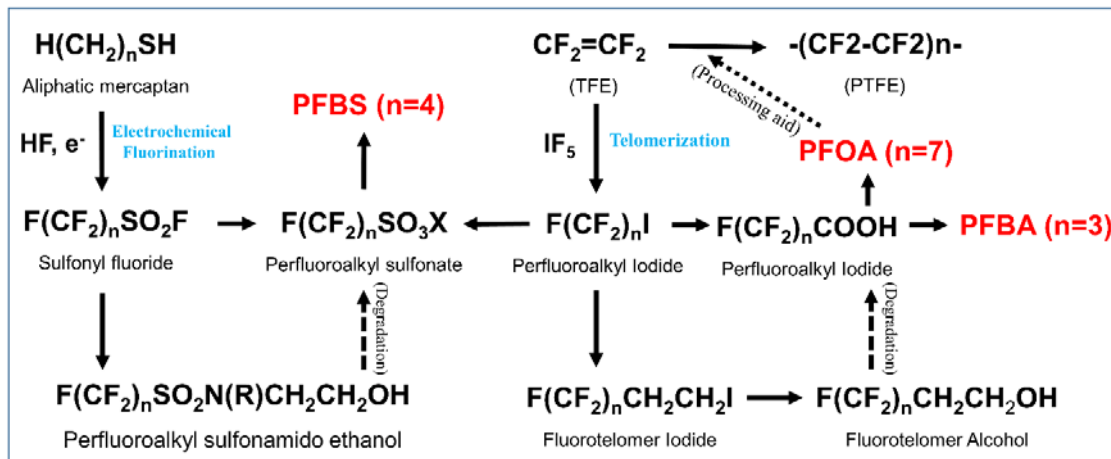 H(CH₂)ₙSH
CF₂=CF₂
-(CF2-CF2)n-
Aliphatic mercaptan
(TFE)
(PTFE)
PFBS (n=4)
(Processing aid)
HF, e⁻
Electrochemical
Fluorination
IF₅
Telomerization
PFOA (n=7)
F(CF₂)ₙSO₂F
F(CF₂)ₙSO₃X
F(CF₂)ₙI
F(CF₂)ₙCOOH
PFBA (n=3)
Sulfonyl fluoride
Perfluoroalkyl sulfonate
Perfluoroalkyl Iodide
Perfluoroalkyl Iodide
(Degradation)
(Degradation)
F(CF₂)ₙSO₂N(R)CH₂CH₂OH
F(CF₂)ₙCH₂CH₂I
F(CF₂)ₙCH₂CH₂OH
Perfluoroalkyl sulfonamido ethanol
Fluorotelomer Iodide
Fluorotelomer Alcohol